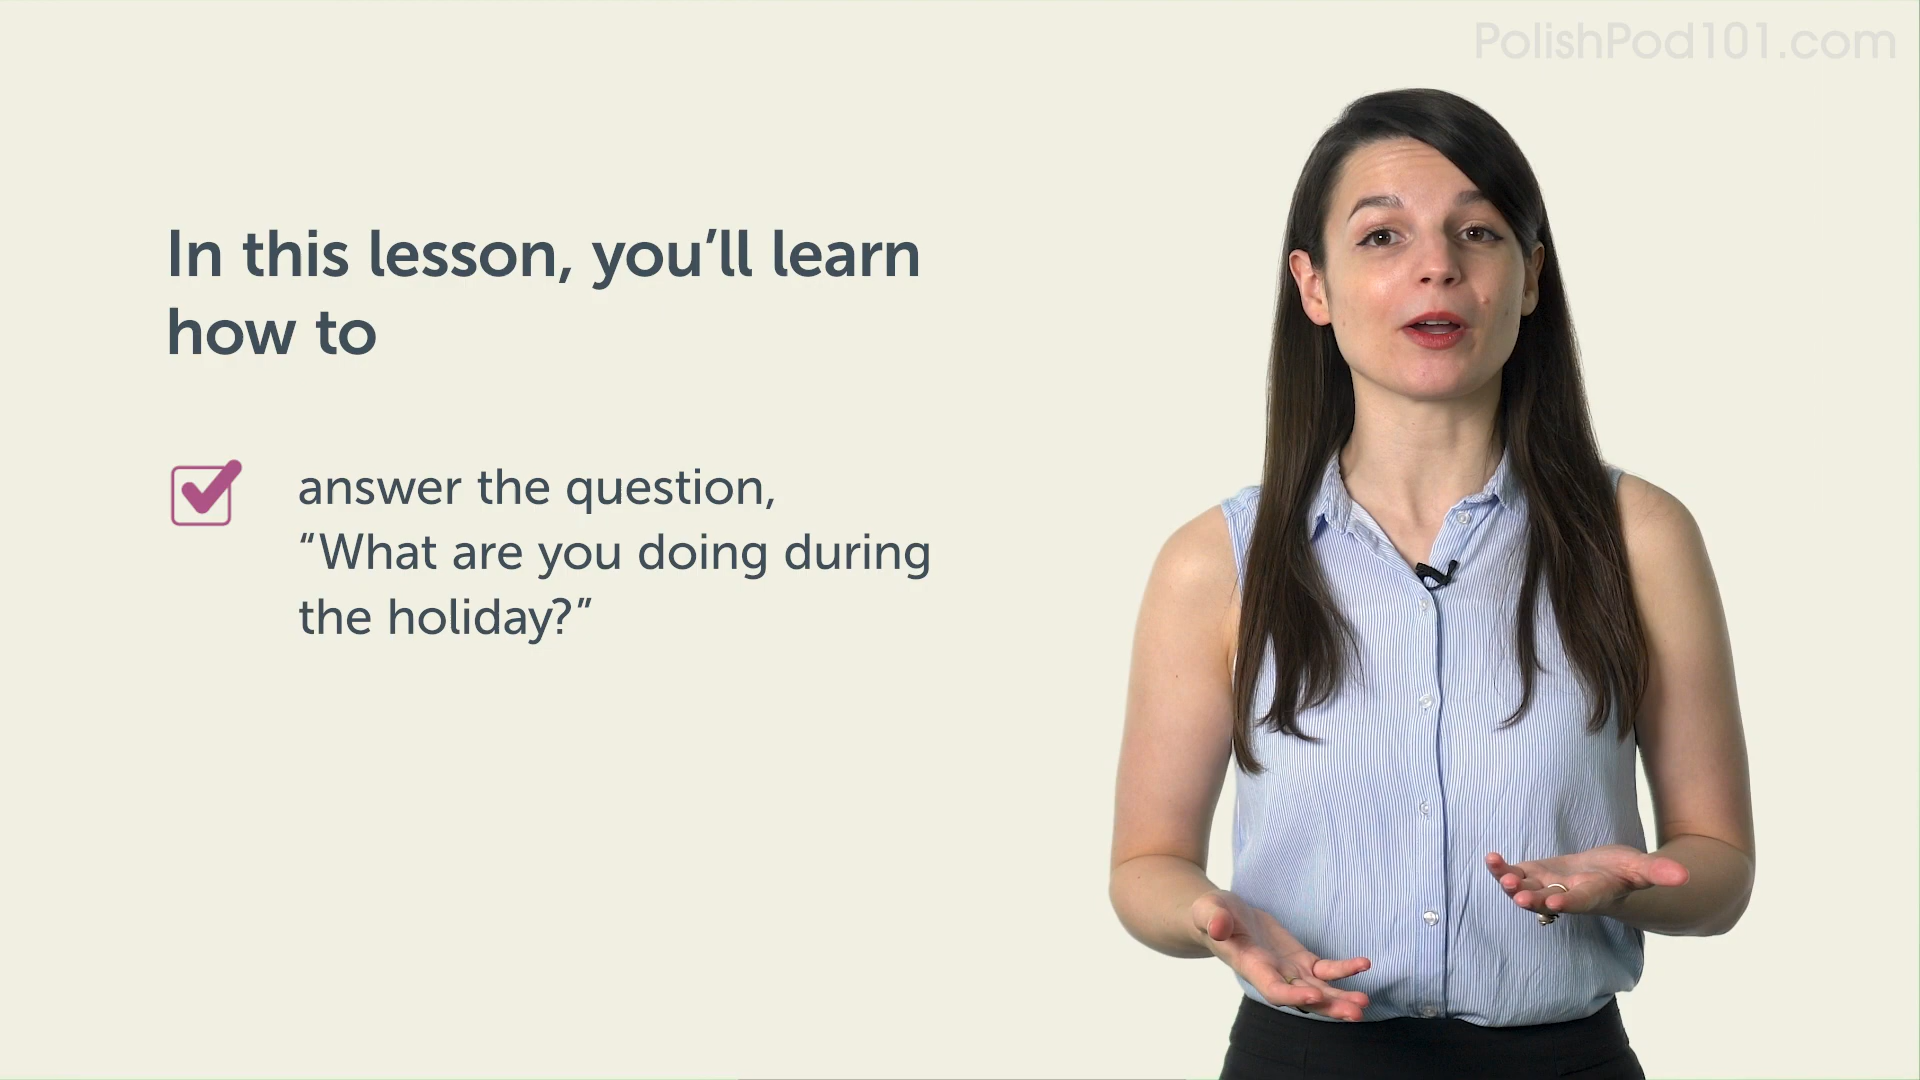 PolishPod101.com
In this lesson, you’ll learn
how to
answer the question,
“What are you doing during
the holiday?”